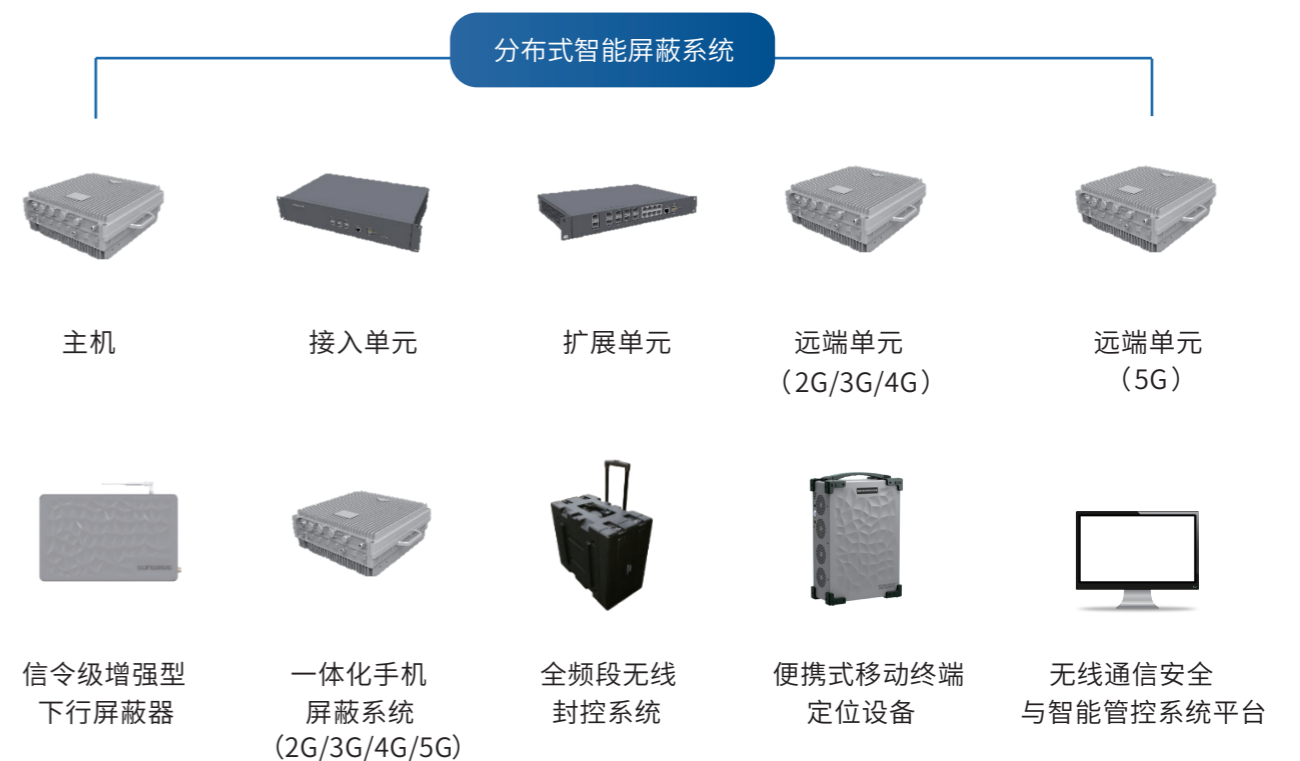 分布式智能屏蔽系统
主机
接入单元
扩展单元
远端单元
（2G/3G/4G）
远端单元
（5G）
信令级增强型
下行屏蔽器
一体化手机
屏蔽系统
（2G/3G/4G/5G）
全频段无线
封控系统
便携式移动终端
定位设备
无线通信安全
与智能管控系统平台